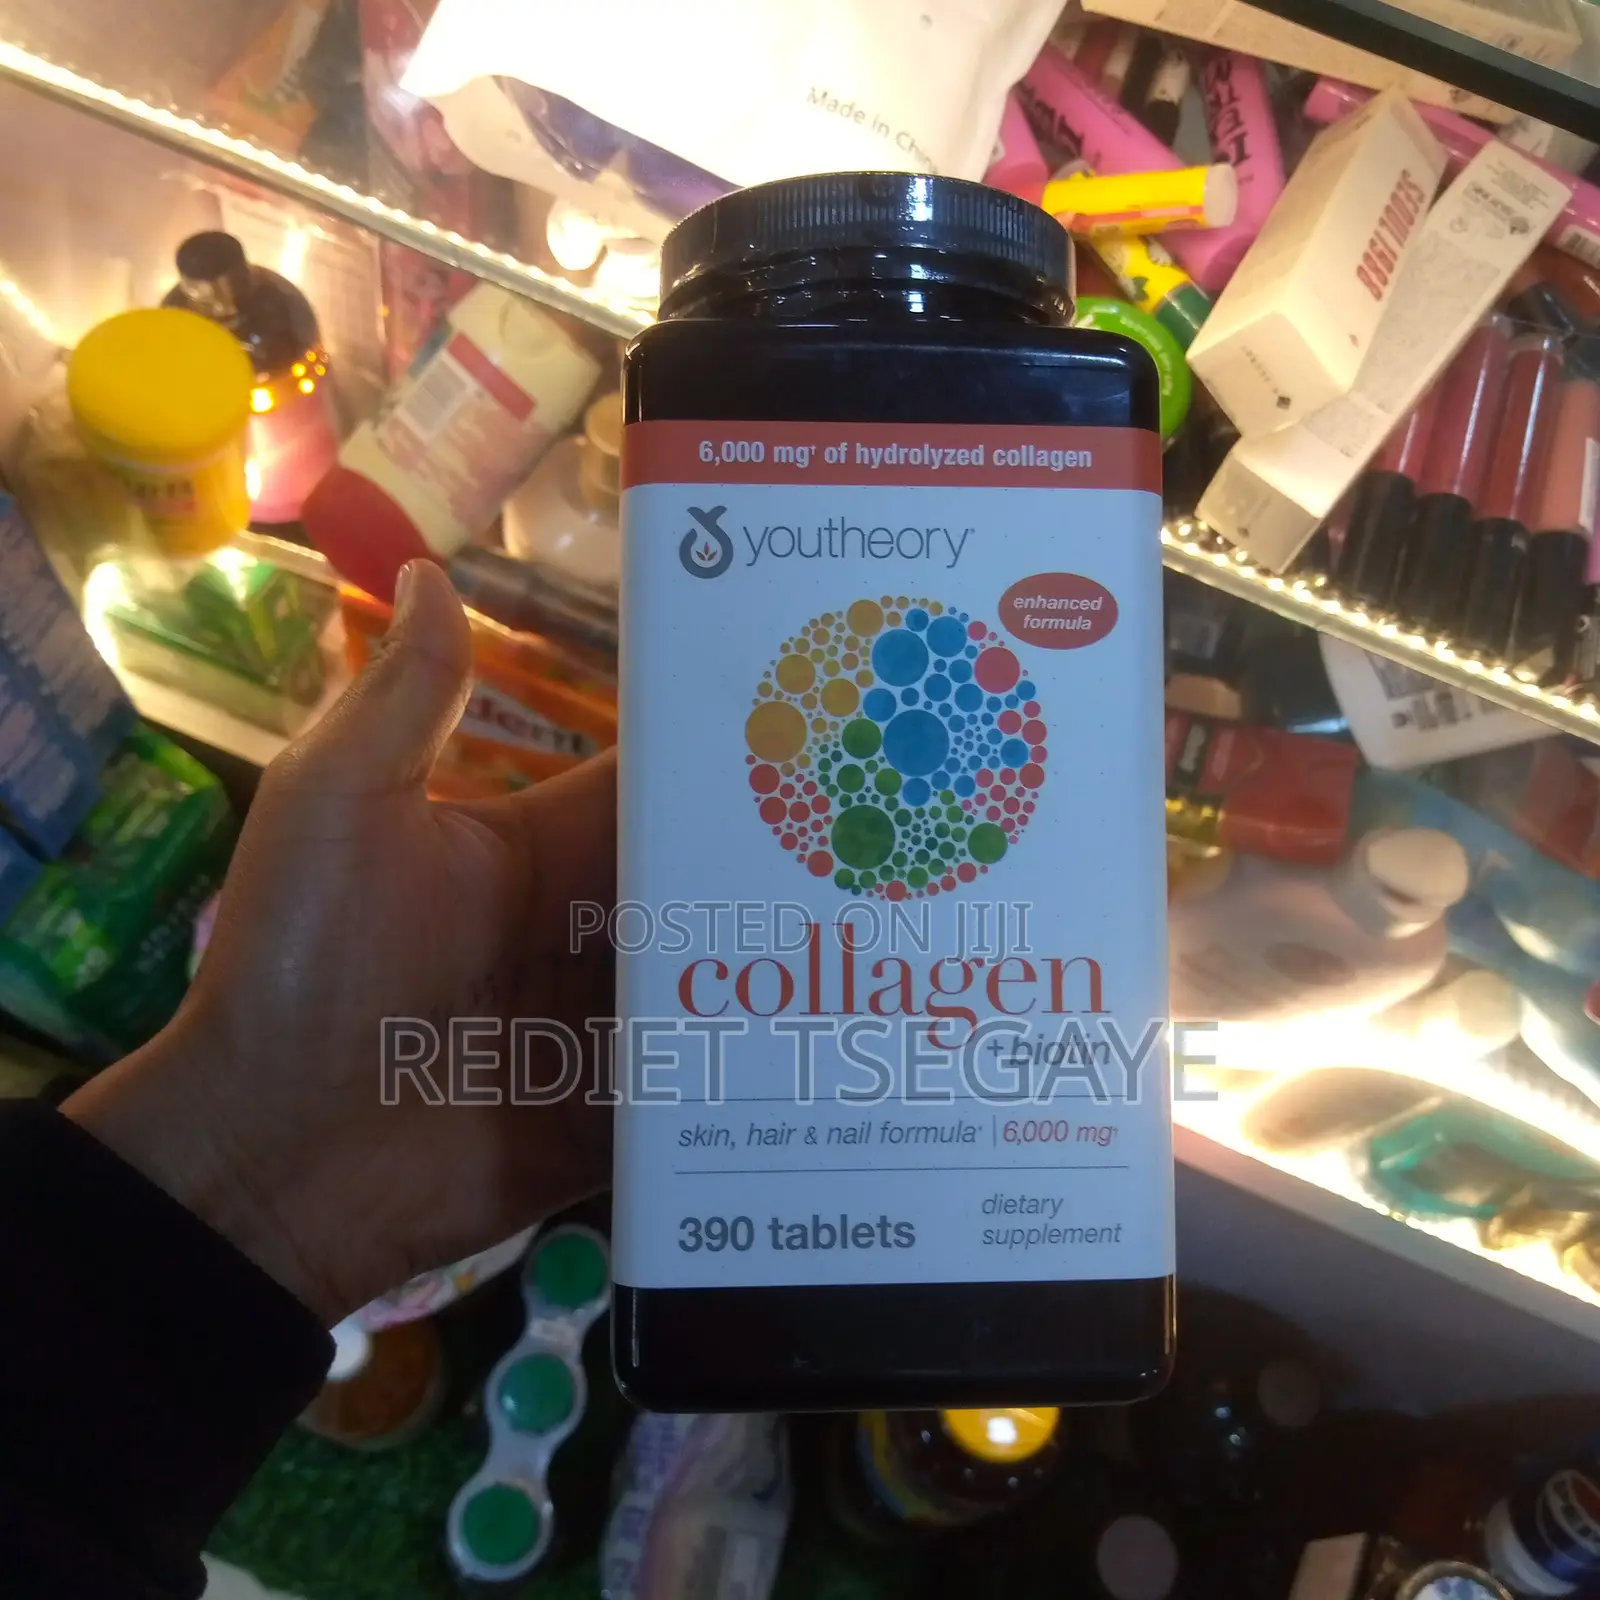 Made in
SEOUL1988
6,000 mg† of hydrolyzed collagen
youtheory®
enhanced
formula
POSTED ON JIJI
collagen
REDIET TSEGAYE
+biotin
skin, hair & nail formula* | 6,000 mg†
390 tablets
dietary
supplement